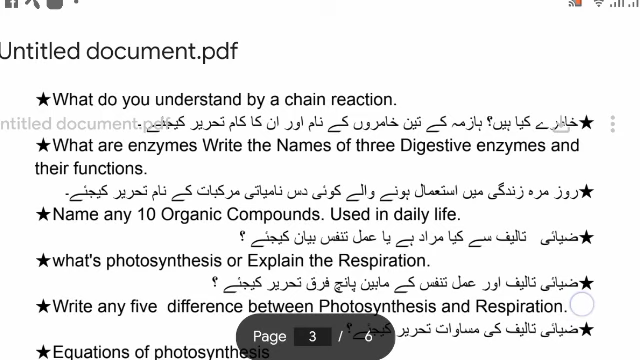 Untitled document.pdf
★What do you understand by a chain reaction.
★خامرے کیا ہیں؟ ہازمہ کے تین خامروں کے نام اور ان کا کام تحریر کیجئے۔
ntitled document.pdf
★What are enzymes Write the Names of three Digestive enzymes and
their functions.
★روز مرہ زندگی میں استعمال ہونے والے کوئی دس نامیاتی مرکبات کے نام تحریر کیجئے۔
★Name any 10 Organic Compounds. Used in daily life.
★ضیائی تالیف سے کیا مراد ہے یا عمل تنفس بیان کیجئے ؟
★what's photosynthesis or Explain the Respiration.
★ضیائی تالیف اور عمل تنفس کے مابین پانچ فرق تحریر کیجئے ؟
★Write any five difference between Photosynthesis and Respiration.
★ضیائی تالیف کی مساوات تحریر کیجئے؟
Page 3 / 6
★Equations of photosynthesis